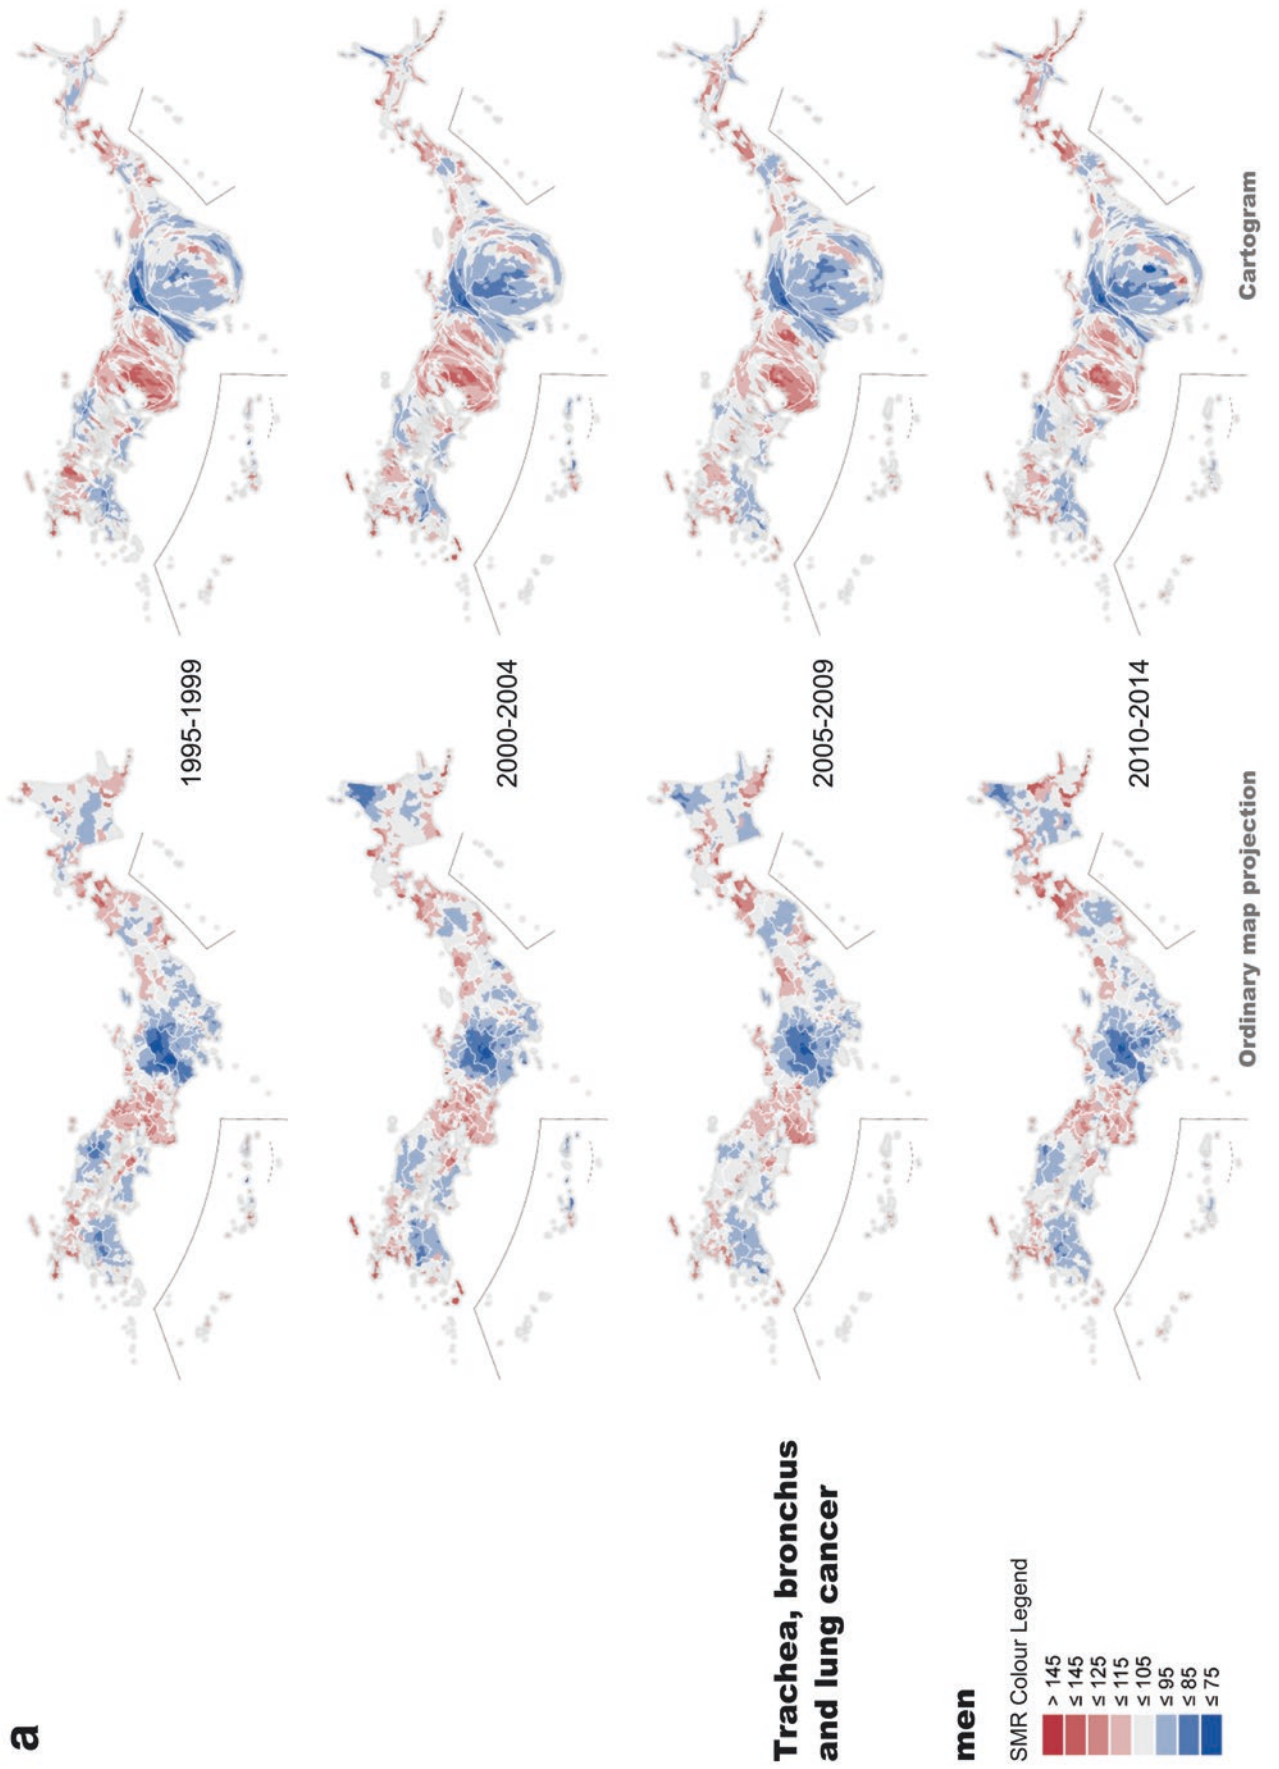 a
1995-1999
2000-2004
2005-2009
2010-2014
Trachea, bronchus
and lung cancer
men
SMR Colour Legend
> 145
≤ 145
≤ 125
≤ 115
≤ 105
≤ 95
≤ 85
≤ 75
Ordinary map projection
Cartogram